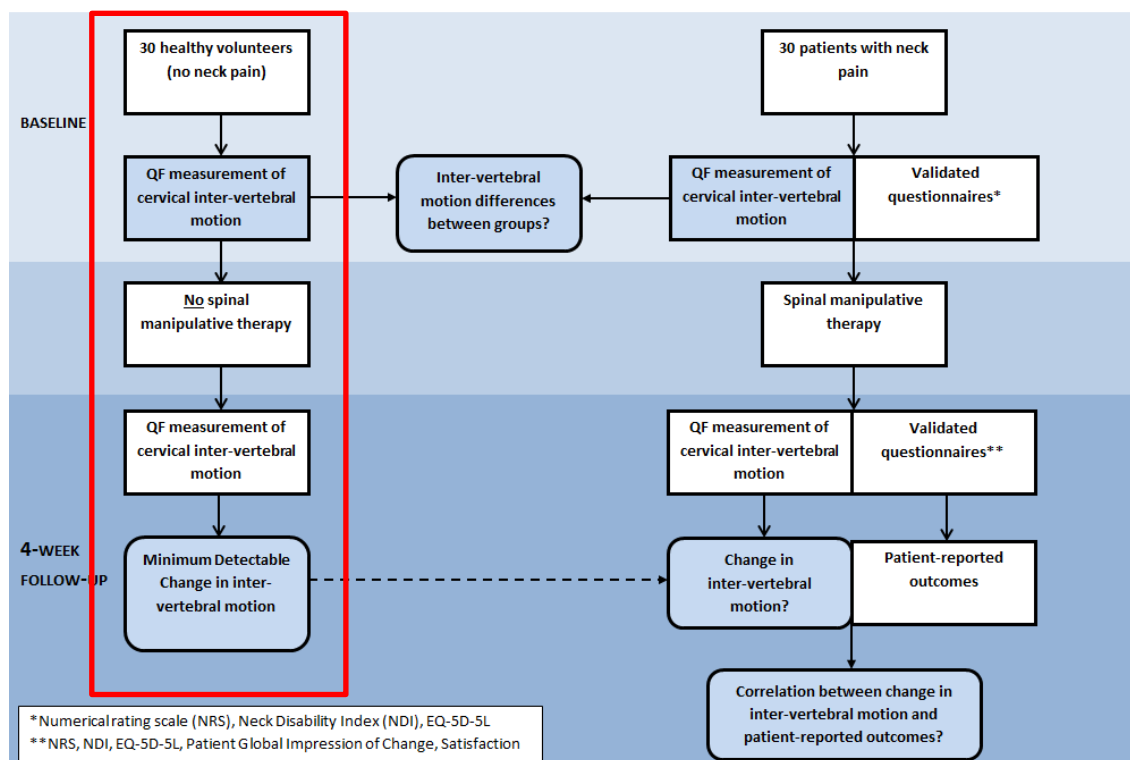 30 healthy volunteers
(no neck pain)
30 patients with neck
pain
BASELINE
QF measurement of
cervical inter-vertebral
motion
Inter-vertebral
motion differences
between groups?
QF measurement of
cervical inter-vertebral
motion
Validated
questionnaires*
No spinal
manipulative therapy
Spinal manipulative
therapy
QF measurement of
cervical inter-vertebral
motion
QF measurement of
cervical inter-vertebral
motion
Validated
questionnaires**
4-WEEK
FOLLOW-UP
Minimum Detectable
Change in inter-
vertebral motion
Change in
inter-vertebral
motion?
Patient-reported
outcomes
Correlation between change in
inter-vertebral motion and
patient-reported outcomes?
*Numerical rating scale (NRS), Neck Disability Index (NDI), EQ-5D-5L
**NRS, NDI, EQ-5D-5L, Patient Global Impression of Change, Satisfaction